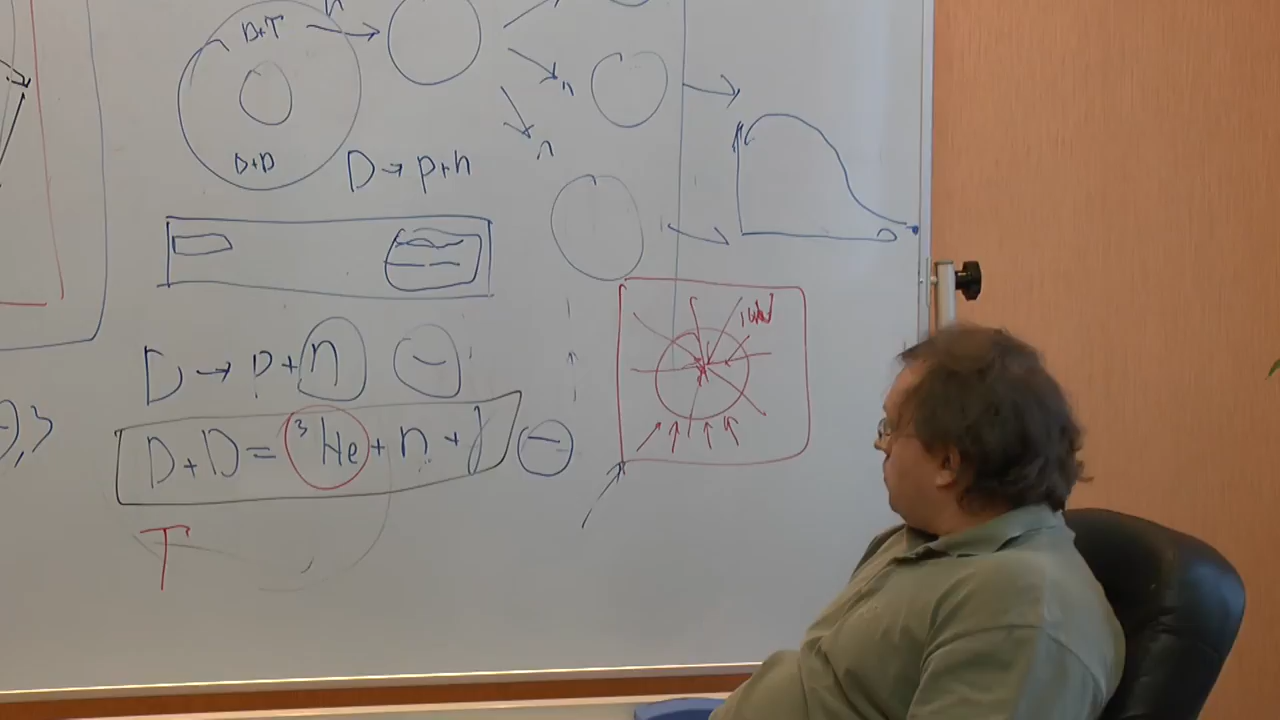 n
D+T
n
n
D+D
D → p+n
D → p+n −
D+D = ³He + n + γ −
T